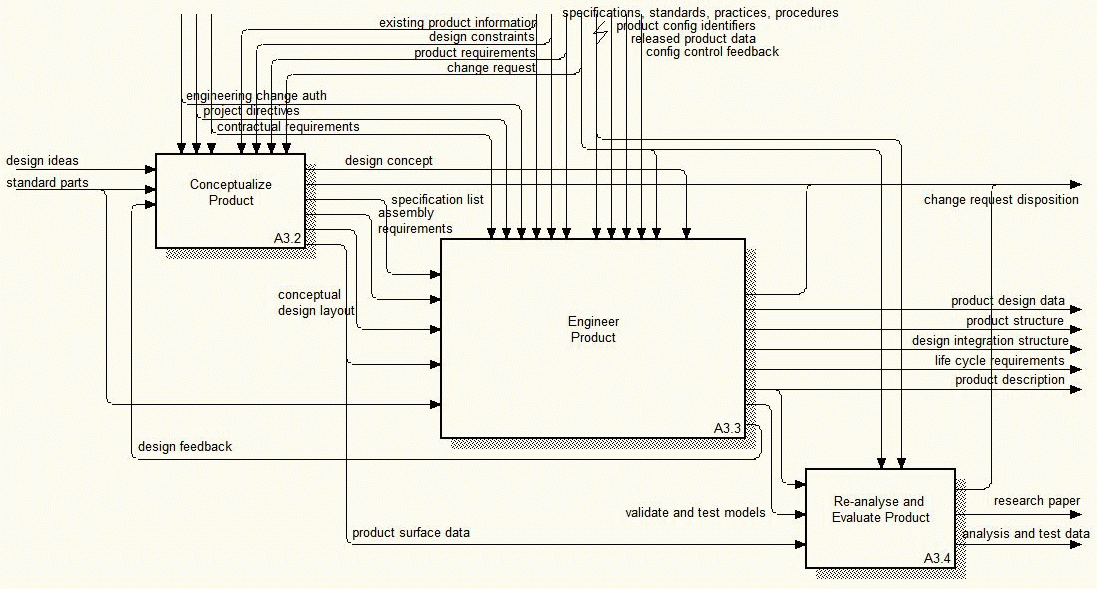 specifications, standards, practices, procedures
existing product information
product config identifiers
design constraints
released product data
product requirements
config control feedback
change request
engineering change auth
project directives
contractual requirements
design ideas
design concept
standard parts
Conceptualize
Product
A3.2
specification list
change request disposition
assembly
requirements
conceptual
design layout
Engineer
Product
A3.3
product design data
product structure
design integration structure
life cycle requirements
product description
design feedback
Re-analyse and
Evaluate Product
A3.4
research paper
validate and test models
product surface data
analysis and test data